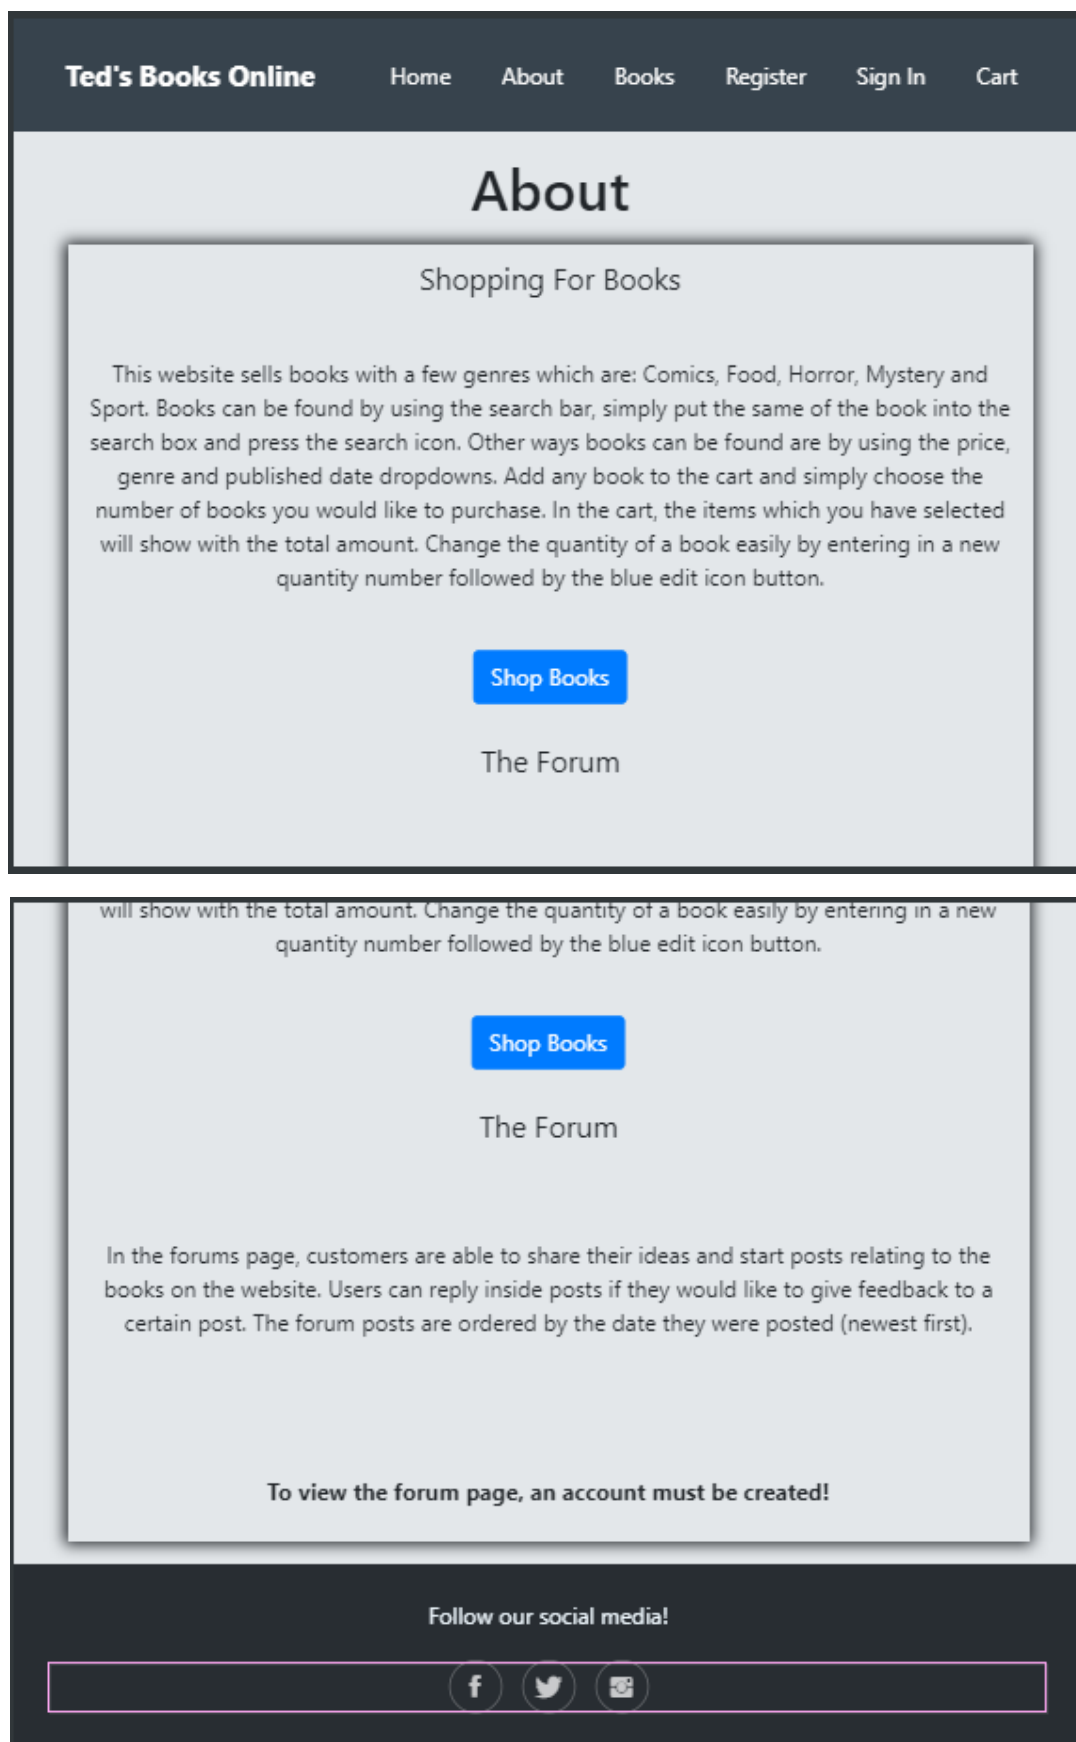 Ted's Books Online Home About Books Register Sign In Cart
About
Shopping For Books
This website sells books with a few genres which are: Comics, Food, Horror, Mystery and
Sport. Books can be found by using the search bar, simply put the same of the book into the
search box and press the search icon. Other ways books can be found are by using the price,
genre and published date dropdowns. Add any book to the cart and simply choose the
number of books you would like to purchase. In the cart, the items which you have selected
will show with the total amount. Change the quantity of a book easily by entering in a new
quantity number followed by the blue edit icon button.
Shop Books
The Forum
will show with the total amount. Change the quantity of a book easily by entering in a new
quantity number followed by the blue edit icon button.
Shop Books
The Forum
In the forums page, customers are able to share their ideas and start posts relating to the
books on the website. Users can reply inside posts if they would like to give feedback to a
certain post. The forum posts are ordered by the date they were posted (newest first).
To view the forum page, an account must be created!
Follow our social media!